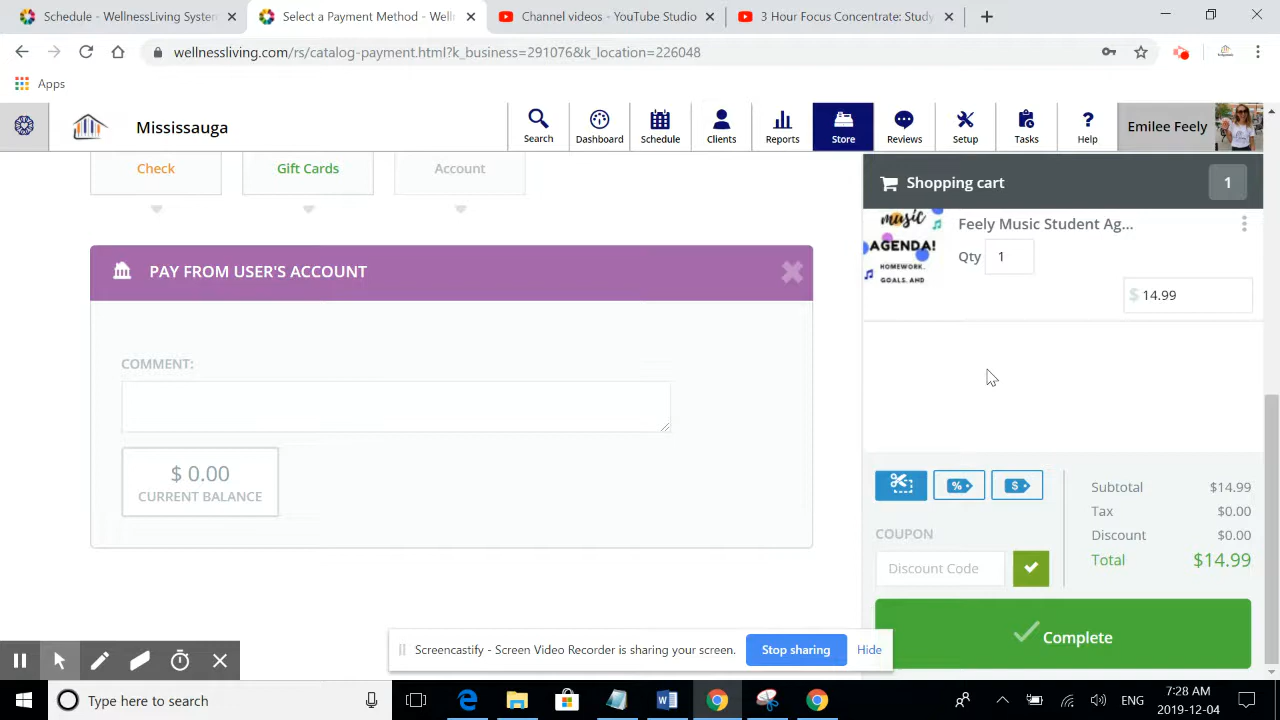 Schedule - WellnessLiving System
Select a Payment Method - Well
Channel videos - YouTube Studio
3 Hour Focus Concentrate: Study
wellnessliving.com/rs/catalog-payment.html?k_business=291076&k_location=226048
Apps
Mississauga
Search
Dashboard
Schedule
Clients
Reports
Store
Reviews
Setup
Tasks
Help
Emilee Feely
Check
Gift Cards
Account
Shopping cart
1
music
AGENDA!
HOMEWORK,
GOALS, AND
Feely Music Student Ag...
Qty 1
$ 14.99
PAY FROM USER'S ACCOUNT
COMMENT:
$ 0.00
CURRENT BALANCE
%
$
COUPON
Discount Code
Subtotal $14.99
Tax $0.00
Discount $0.00
Total $14.99
Complete
Screencastify - Screen Video Recorder is sharing your screen.
Stop sharing
Hide
Type here to search
ENG
7:28 AM
2019-12-04